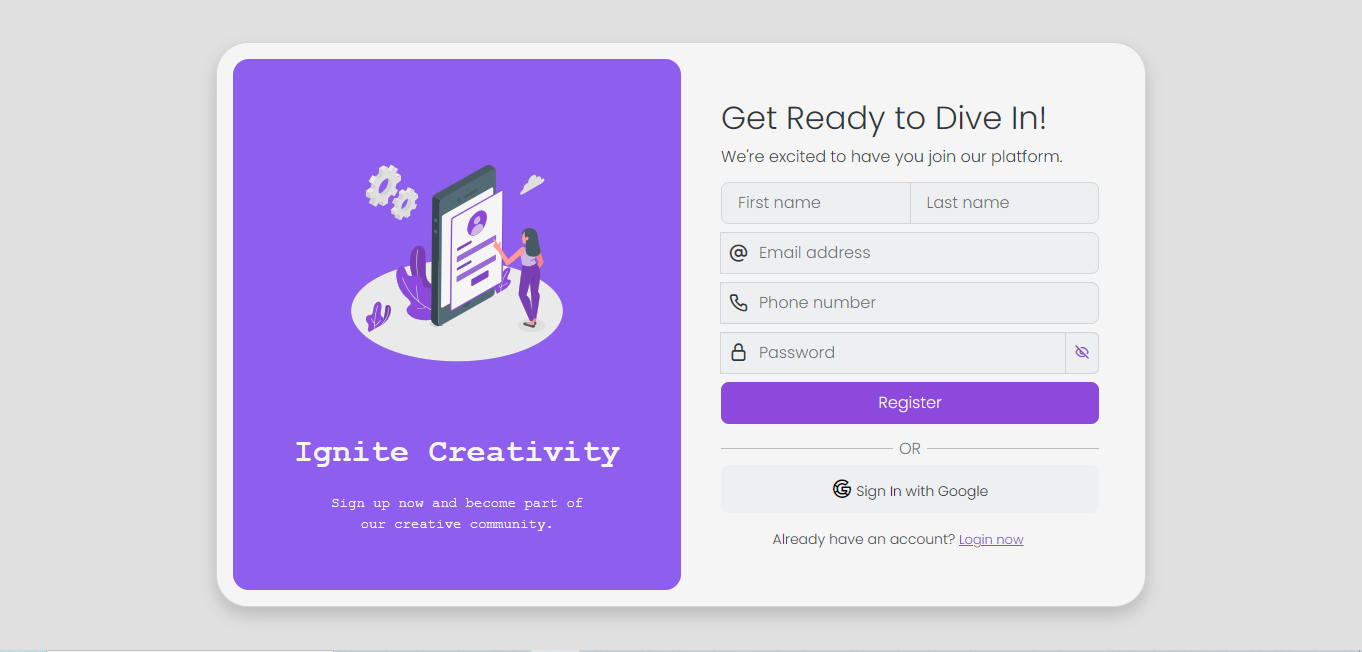 Ignite Creativity
Sign up now and become part of
our creative community.
Get Ready to Dive In!
We're excited to have you join our platform.
First name
Last name
Email address
Phone number
Password
Register
OR
Sign In with Google
Already have an account? Login now